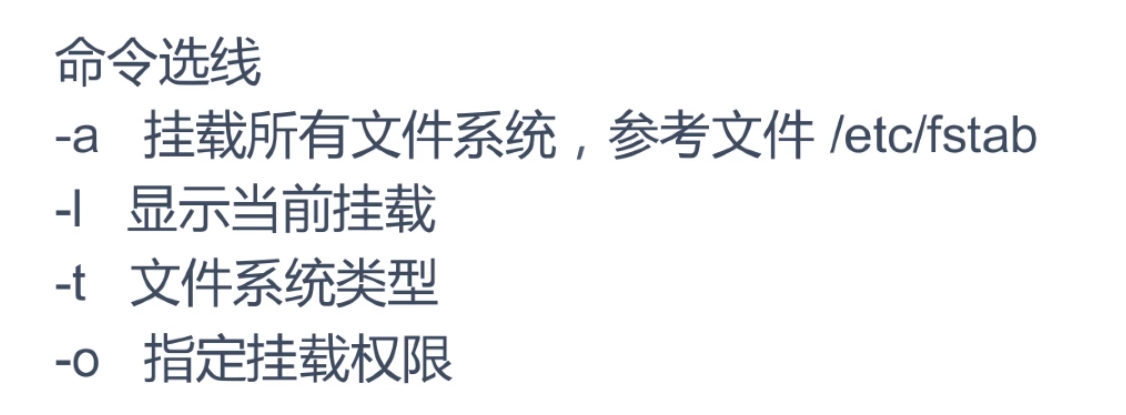 命令选线
-a 挂载所有文件系统，参考文件 /etc/fstab
-l 显示当前挂载
-t 文件系统类型
-o 指定挂载权限